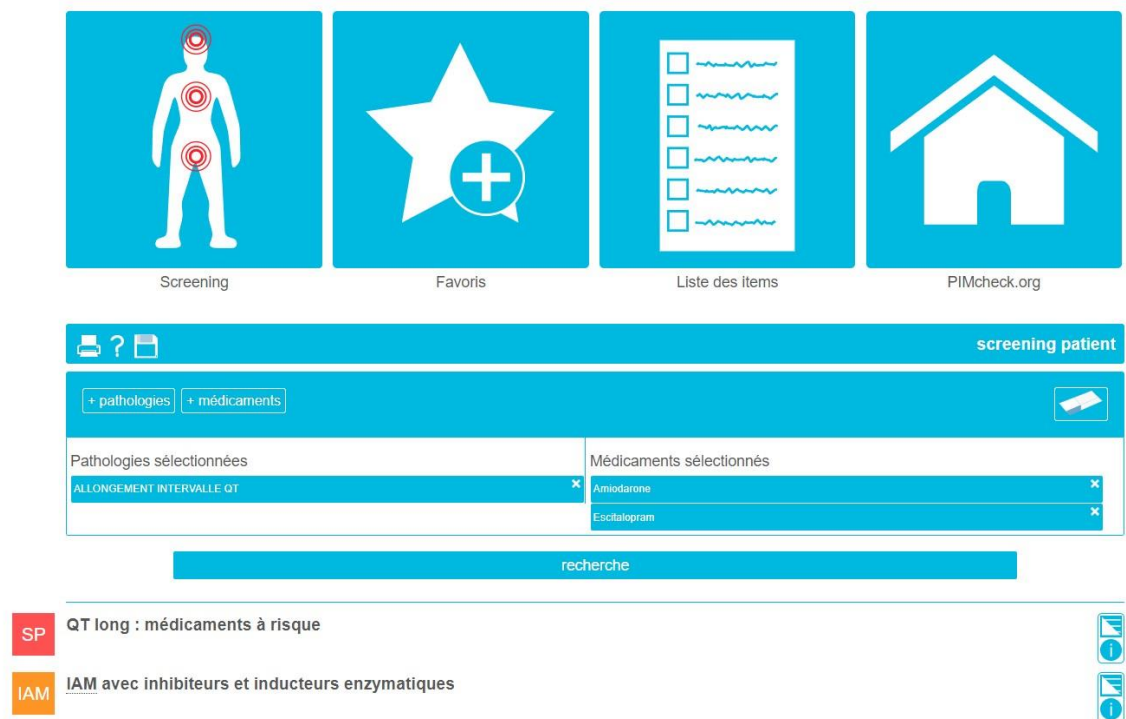 Screening
Favoris
Liste des items
PIMcheck.org
? screening patient
+ pathologies + médicaments
Pathologies sélectionnées
Médicaments sélectionnés
ALLONGEMENT INTERVALLE QT
Amiodarone
Escitalopram
recherche
SP QT long : médicaments à risque
IAM IAM avec inhibiteurs et inducteurs enzymatiques